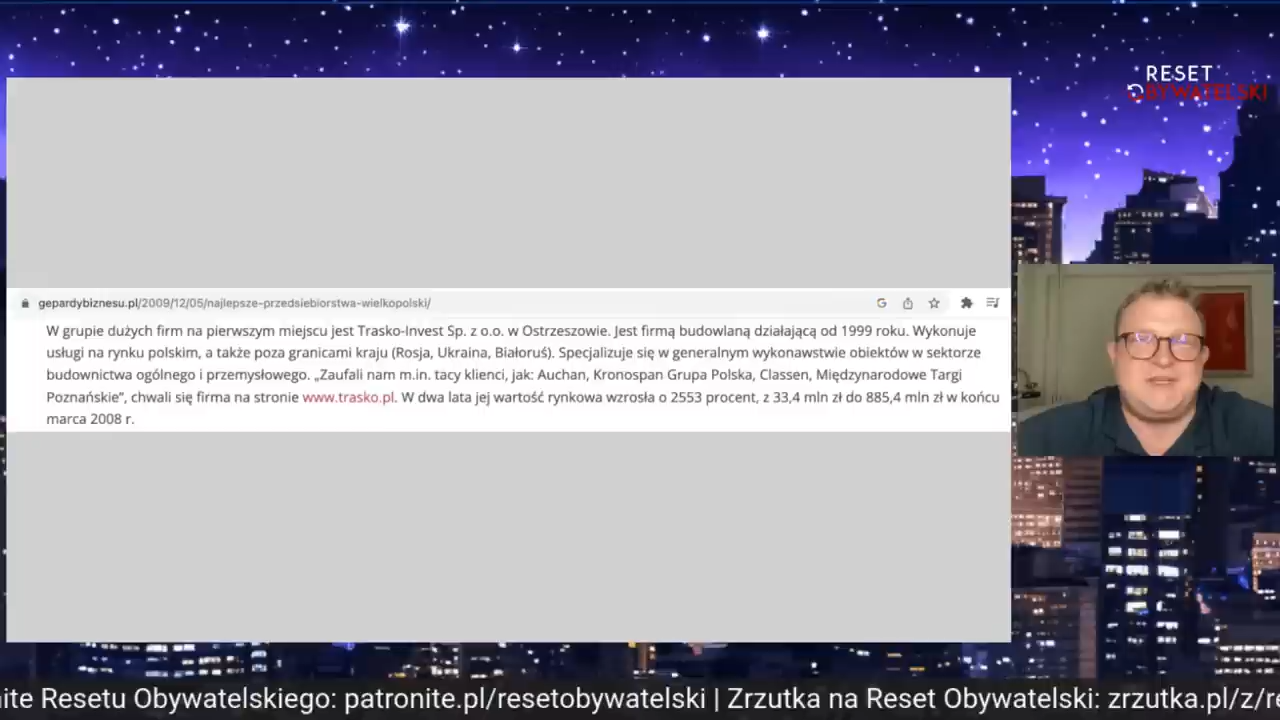 RESET
OBYWATELSKI
gepardybiznesu.pl/2009/12/05/najlepsze-przedsiebiorstwa-wielkopolski/
W grupie dużych firm na pierwszym miejscu jest Trasko-Invest Sp. z o.o. w Ostrzeszowie. Jest firmą budowlaną działającą od 1999 roku. Wykonuje
usługi na rynku polskim, a także poza granicami kraju (Rosja, Ukraina, Białoruś). Specjalizuje się w generalnym wykonawstwie obiektów w sektorze
budownictwa ogólnego i przemysłowego. „Zaufali nam m.in. tacy klienci, jak: Auchan, Kronospan Grupa Polska, Classen, Międzynarodowe Targi
Poznańskie”, chwali się firma na stronie www.trasko.pl. W dwa lata jej wartość rynkowa wzrosła o 2553 procent, z 33,4 mln zł do 885,4 mln zł w końcu
marca 2008 r.
Resetu Obywatelskiego: patronite.pl/resetobywatelski | Zrzutka na Reset Obywatelski: zrzutka.pl/z/re